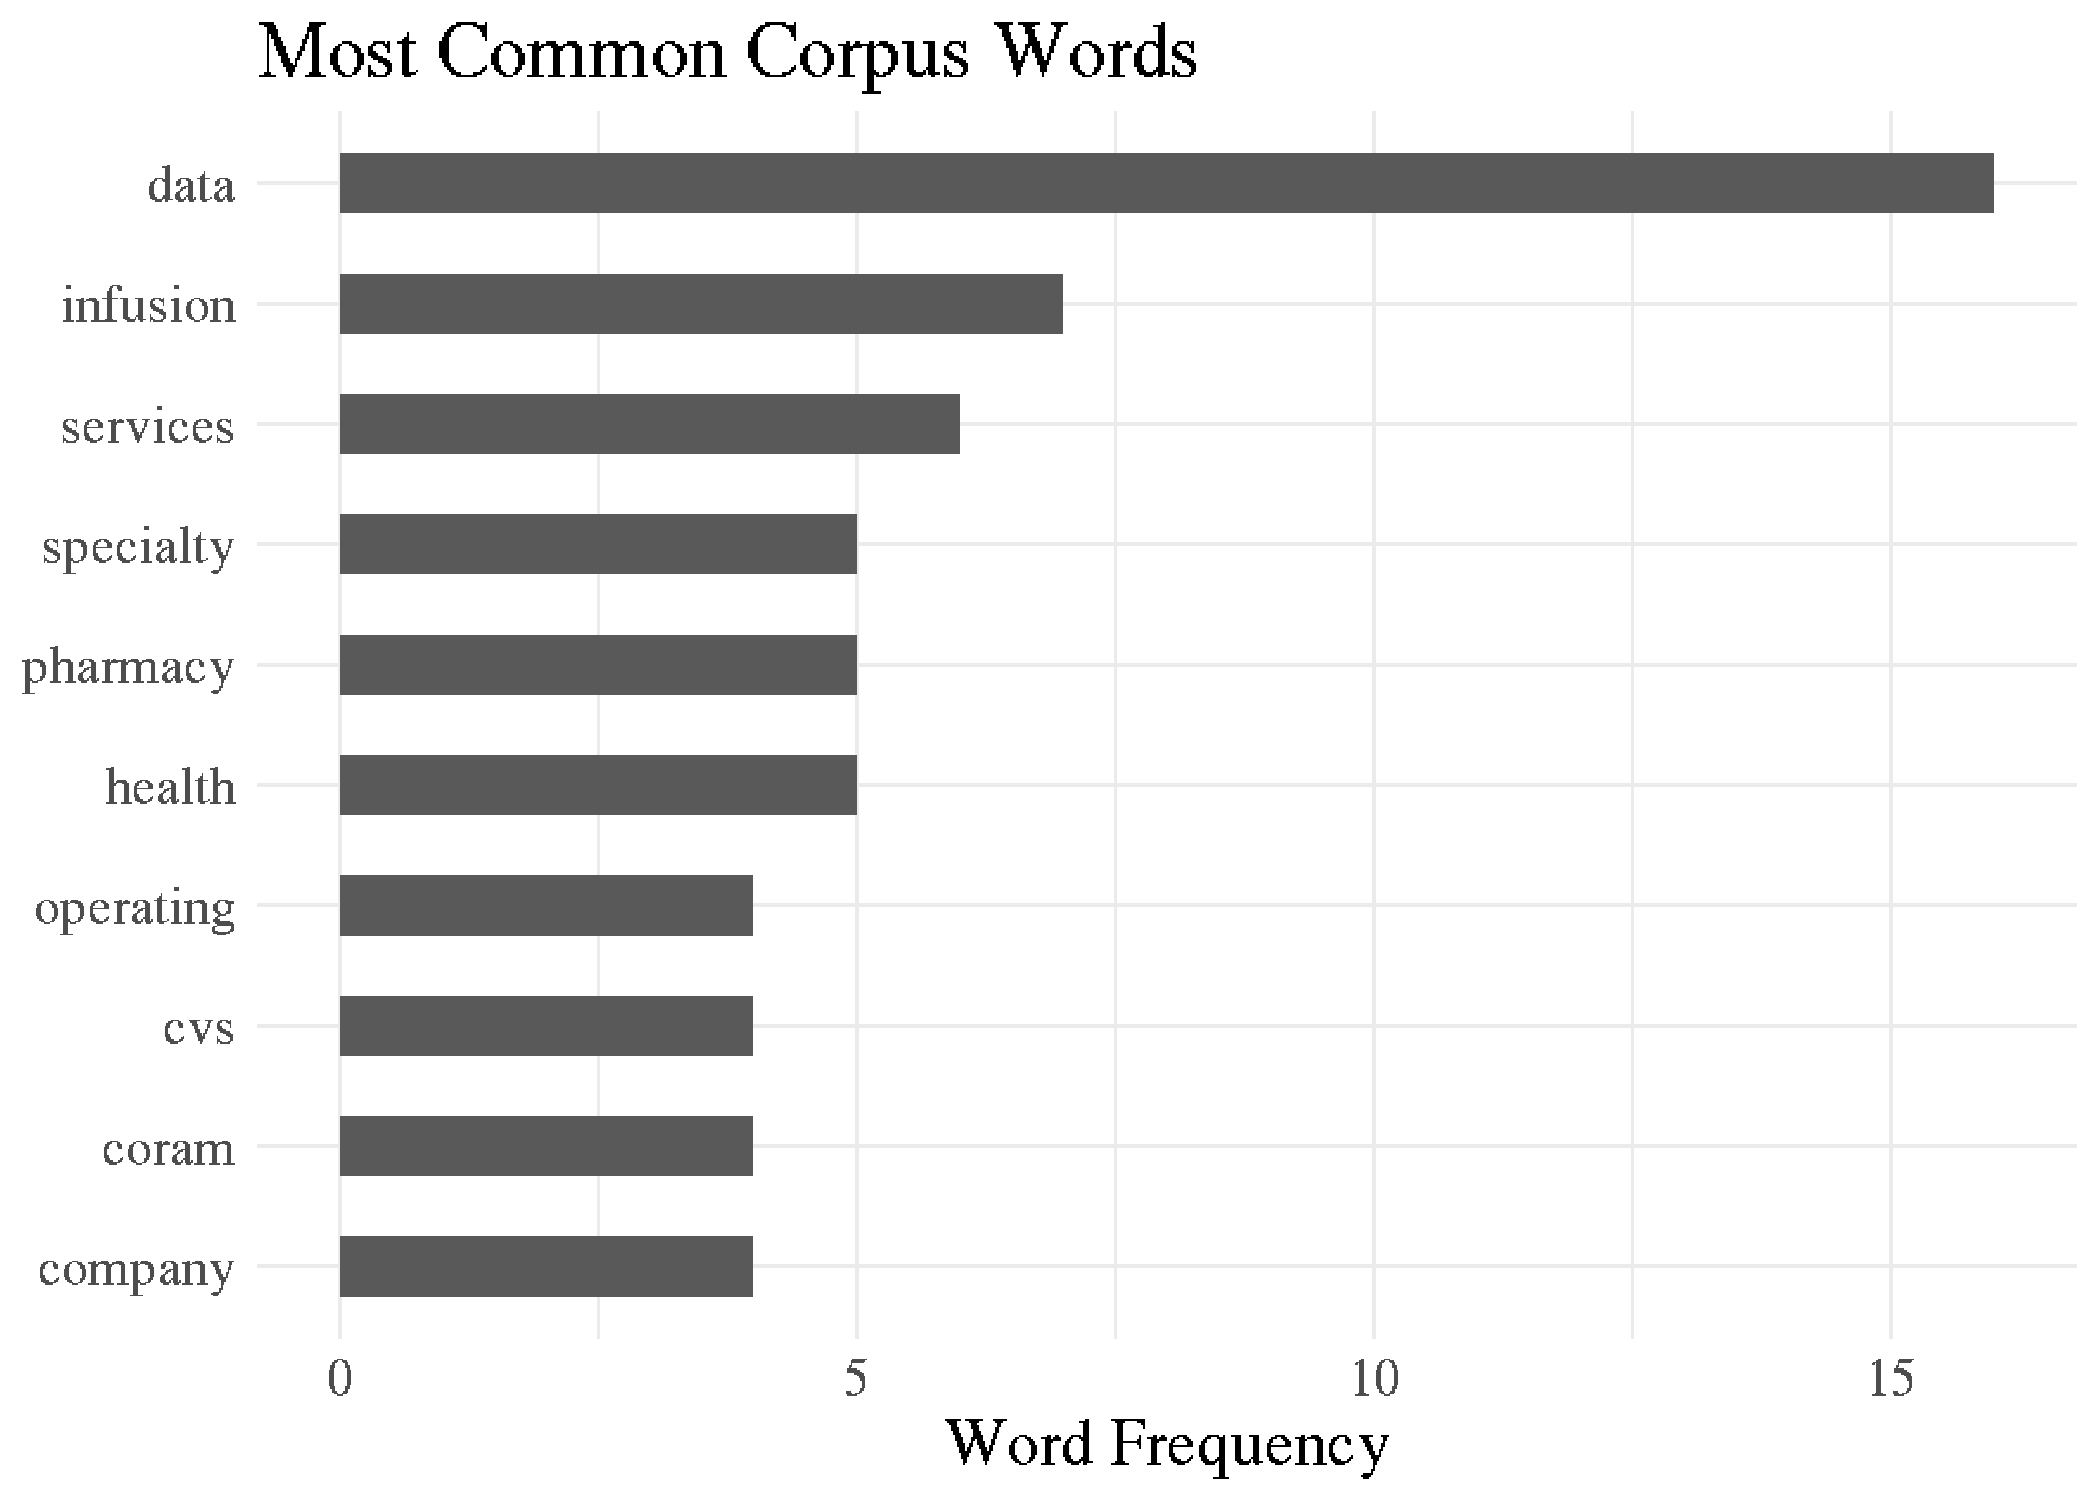 Most Common Corpus Words
data
infusion
services
specialty
pharmacy
health
operating
cvs
coram
company
0 5 10 15
Word Frequency